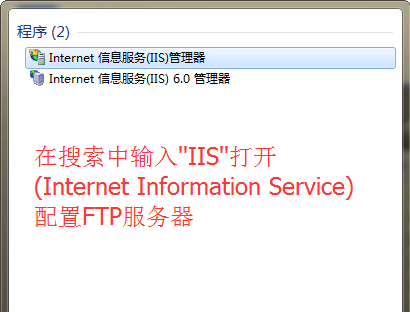 程序 (2)
Internet 信息服务(IIS)管理器
Internet 信息服务(IIS) 6.0 管理器
在搜索中输入"IIS"打开
(Internet Information Service)
配置FTP服务器